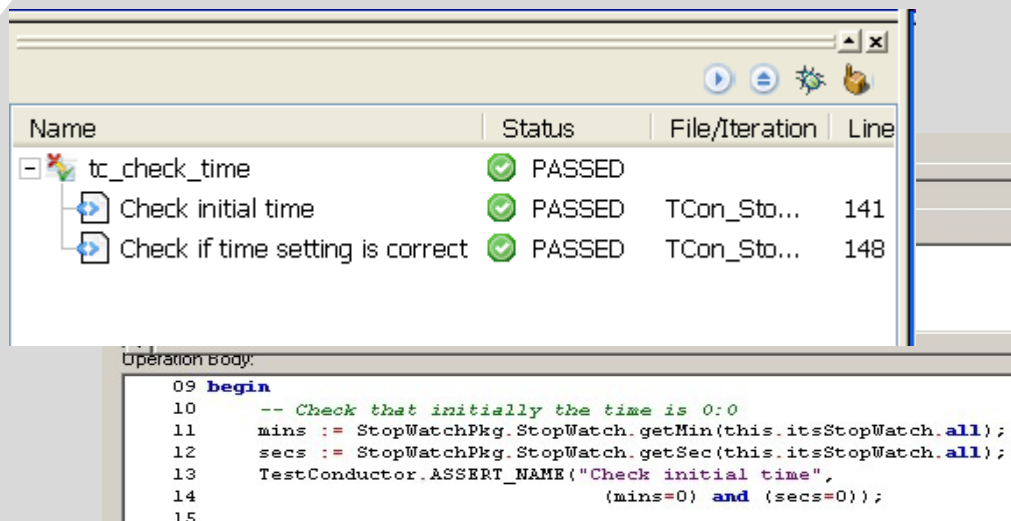 Name Status File/Iteration Line
tc_check_time PASSED
Check initial time PASSED TCon_Sto... 141
Check if time setting is correct PASSED TCon_Sto... 148
Operation Body:
09 begin
10 -- Check that initially the time is 0:0
11 mins := StopWatchPkg.StopWatch.getMin(this.itsStopWatch.all);
12 secs := StopWatchPkg.StopWatch.getSec(this.itsStopWatch.all);
13 TestConductor.ASSERT_NAME("Check initial time",
14 (mins=0) and (secs=0));
15